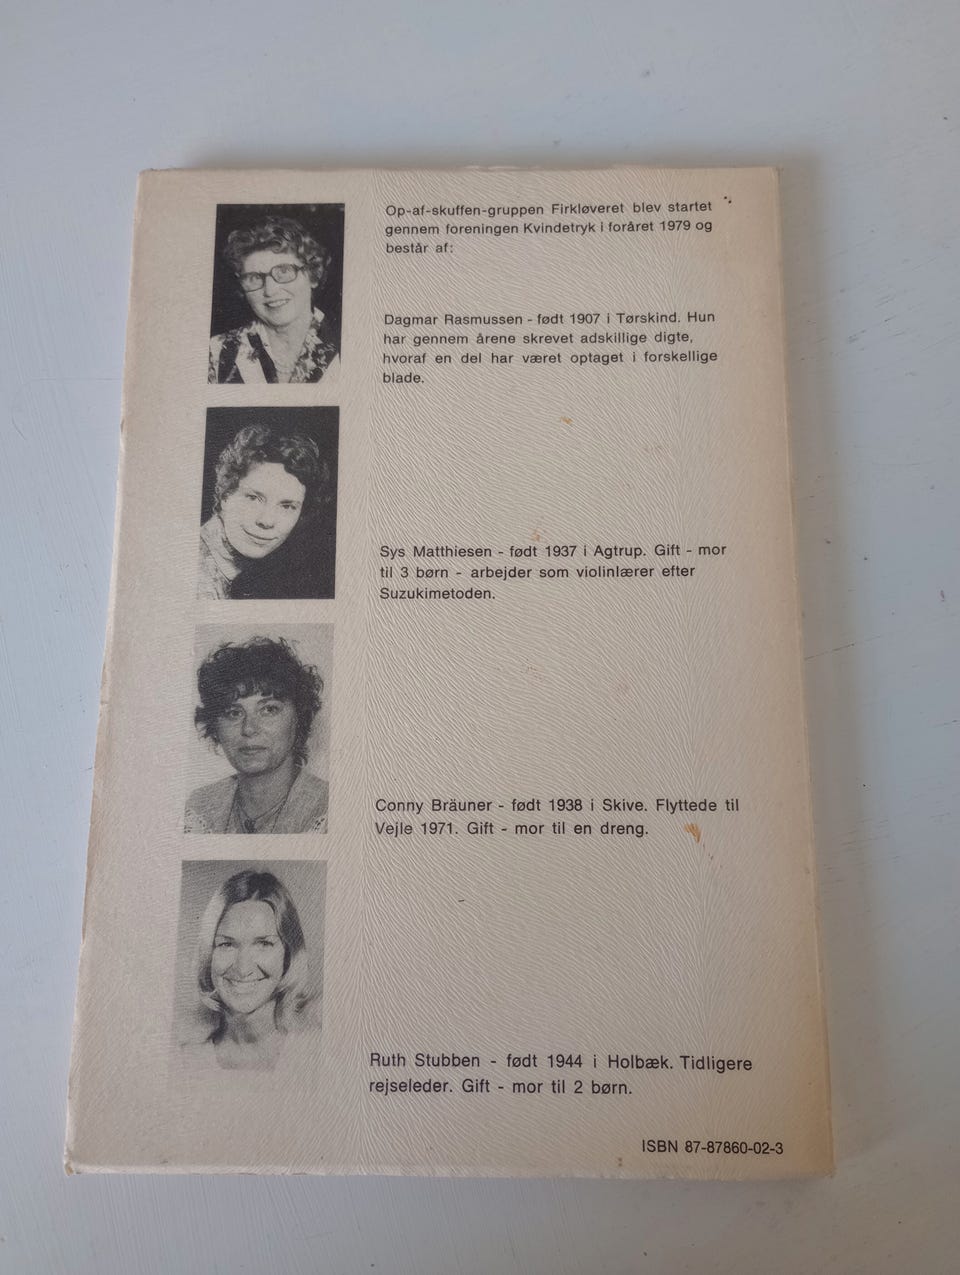 Op-af-skuffen-gruppen Firkløveret blev startet
gennem foreningen Kvindetryk i foråret 1979 og
består af:
Dagmar Rasmussen - født 1907 i Tørskind. Hun
har gennem årene skrevet adskillige digte,
hvoraf en del har været optaget i forskellige
blade.
Sys Matthiesen - født 1937 i Agtrup. Gift - mor
til 3 børn - arbejder som violinlærer efter
Suzukimetoden.
Conny Bräuner - født 1938 i Skive. Flyttede til
Vejle 1971. Gift - mor til en dreng.
Ruth Stubben - født 1944 i Holbæk. Tidligere
rejseleder. Gift - mor til 2 børn.
ISBN 87-87860-02-3